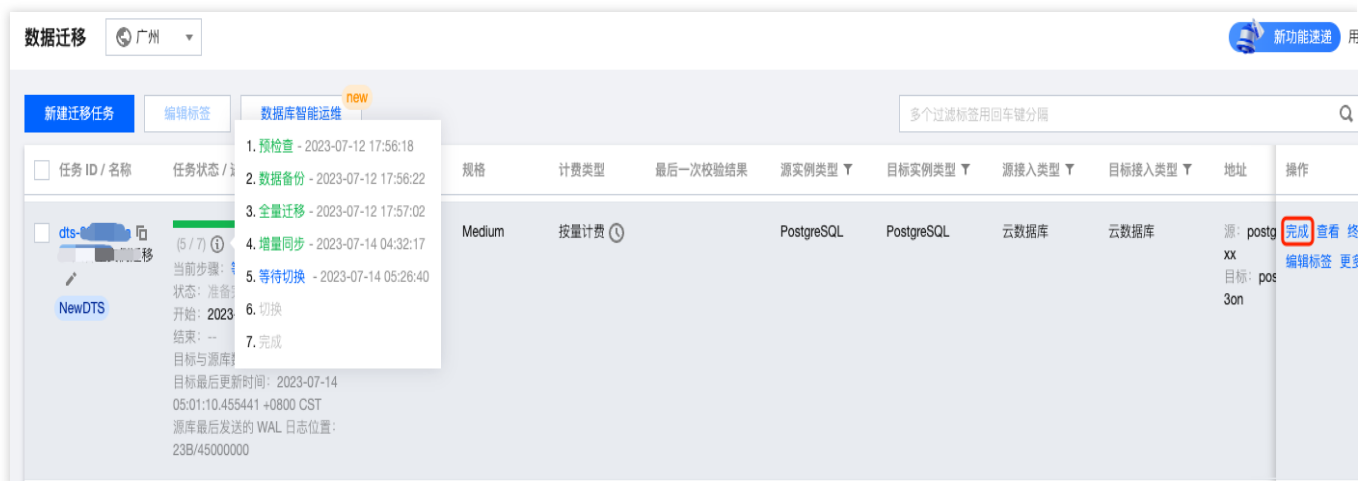 数据迁移
广州
新功能速递
新建迁移任务
编辑标签
数据库智能运维
new
多个过滤标签用回车键分隔
任务 ID / 名称
任务状态 /
规格
计费类型
最后一次校验结果
源实例类型
目标实例类型
源接入类型
目标接入类型
地址
操作
1. 预检查 - 2023-07-12 17:56:18
2. 数据备份 - 2023-07-12 17:56:22
3. 全量迁移 - 2023-07-12 17:57:02
4. 增量同步 - 2023-07-14 04:32:17
5. 等待切换 - 2023-07-14 05:26:40
6. 切换
7. 完成
dts-
移
NewDTS
(5 / 7)
当前步骤:
状态: 准备
开始: 2023
结束: --
目标与源库
目标最后更新时间: 2023-07-14
05:01:10.455441 +0800 CST
源库最后发送的 WAL 日志位置:
23B/45000000
Medium
按量计费
PostgreSQL
PostgreSQL
云数据库
云数据库
源: postg
xx
目标: pos
3on
完成 查看 终
编辑标签 更多